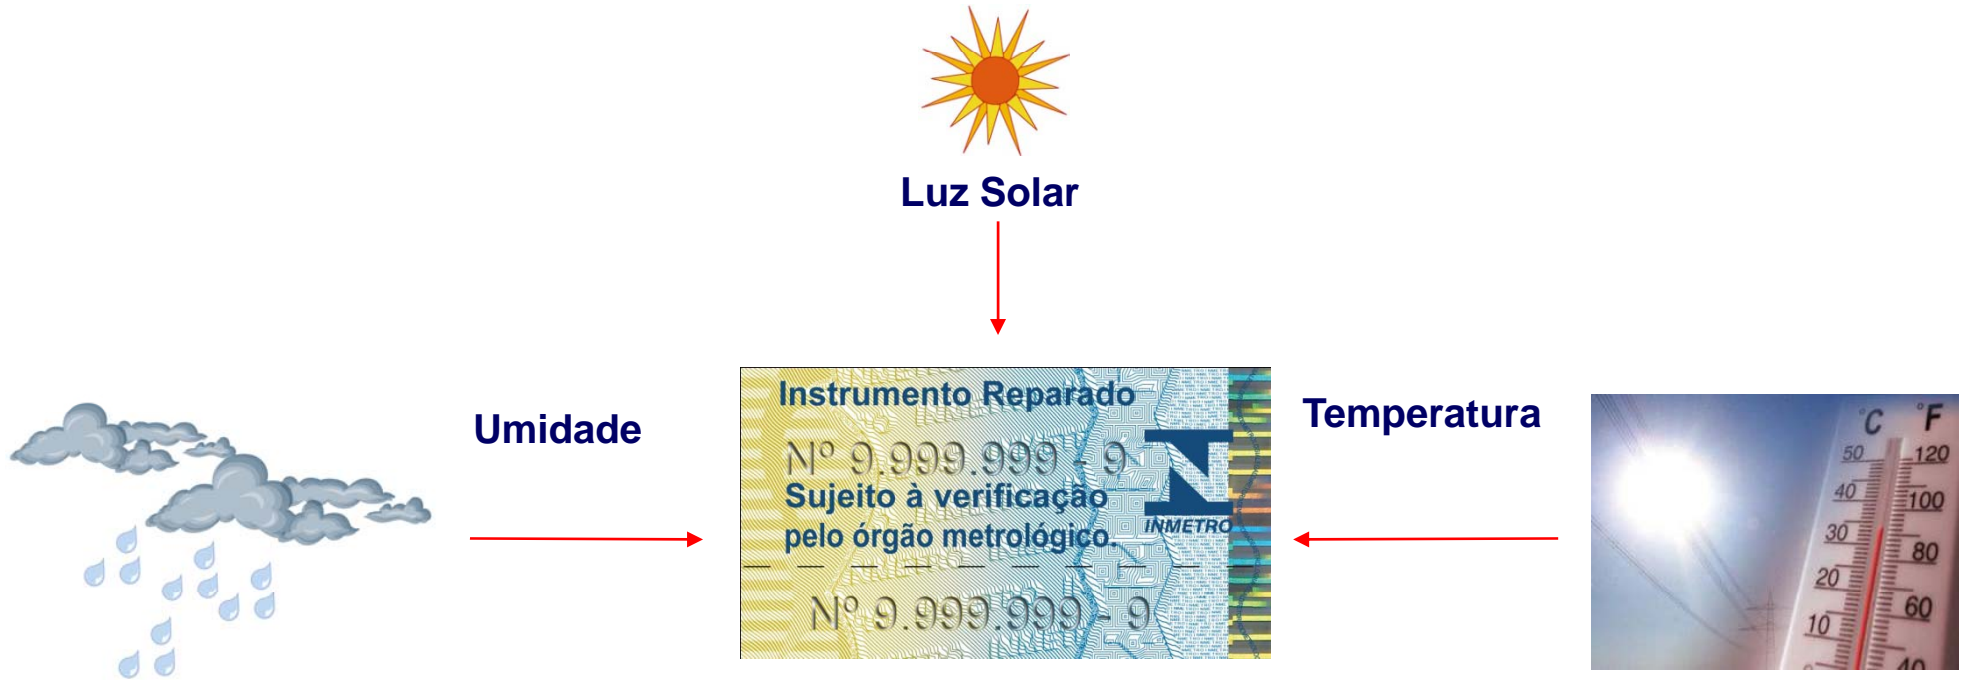 Luz Solar
Umidade
Instrumento Reparado
Nº 9.999.999 - 9
Sujeito à verificação
pelo órgão metrológico.
INMETRO
Nº 9.999.999 - 9
Temperatura
°C °F
50 120
40 100
30 80
20 60
10 40